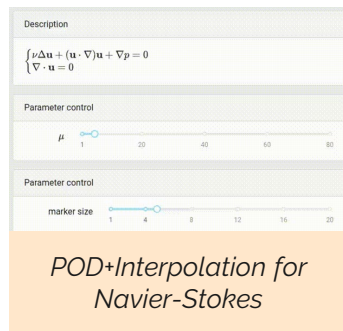 Description
νΔu + (u · ∇)u + ∇p = 0
∇ · u = 0
Parameter control
μ
1 20 40 60 80
Parameter control
marker size
1 4 8 12 16 20
POD+Interpolation for
Navier-Stokes